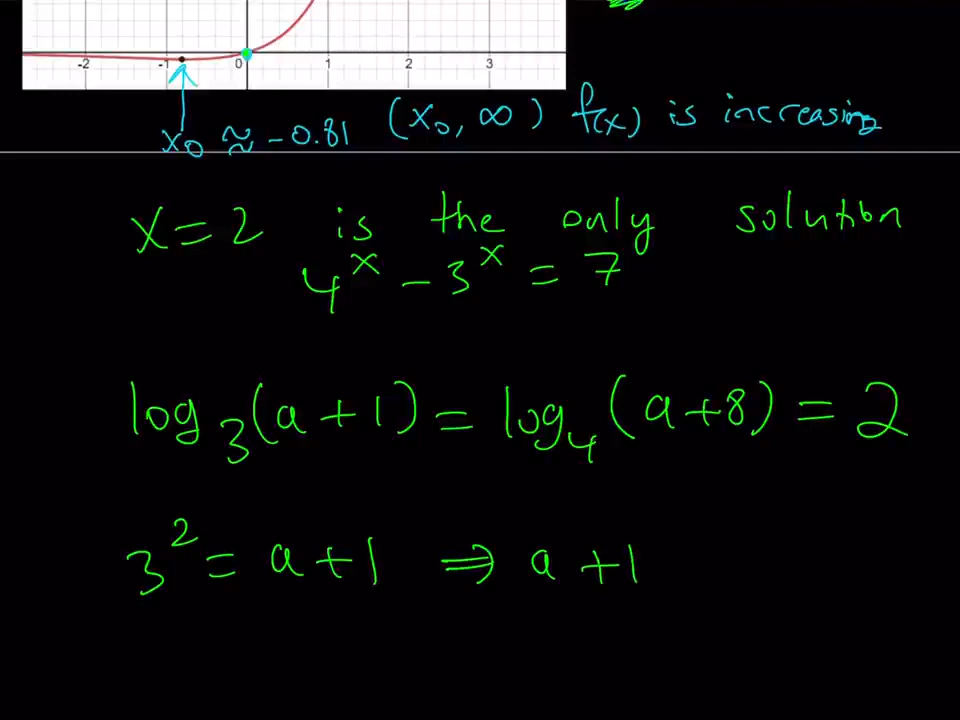 -2 -1 0 1 2 3
x₀ ≈ -0.81 (x₀, ∞) f(x) is increasing
x = 2 is the only solution
4^x - 3^x = 7
log₃(a+1) = log₄(a+8) = 2
3² = a+1 ⇒ a+1